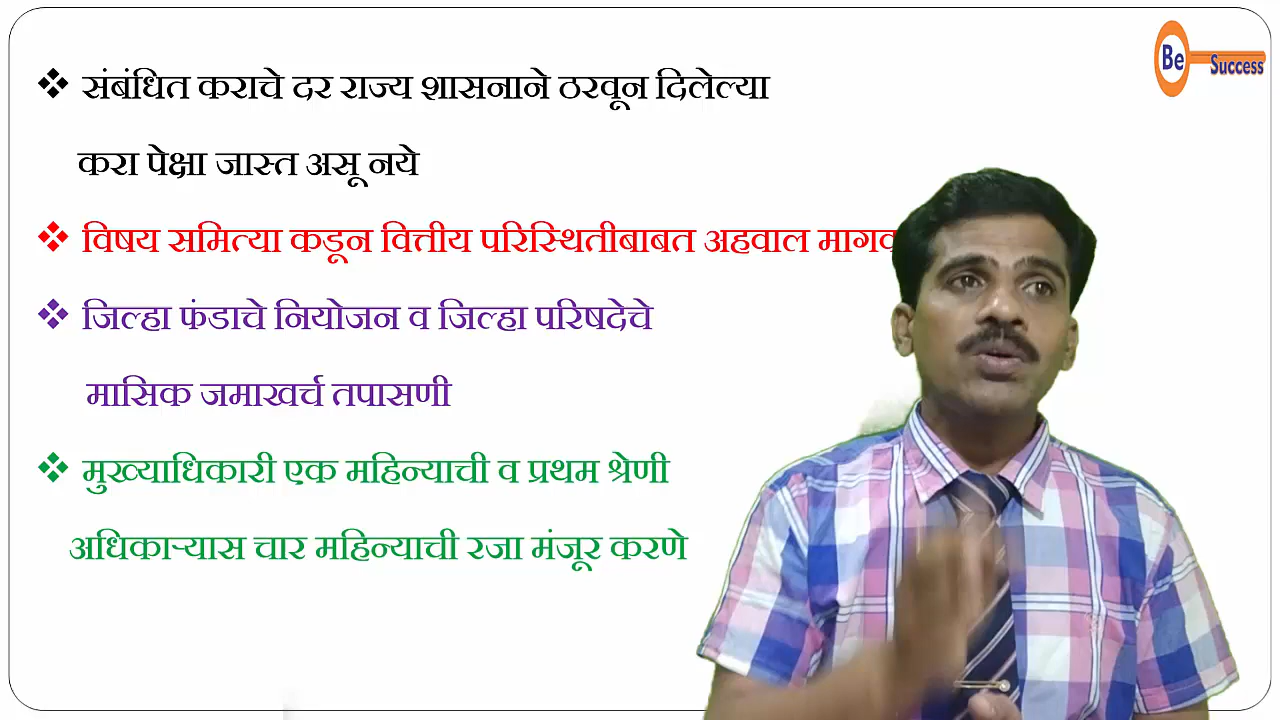 Be
Success
संबंधित कराचे दर राज्य शासनाने ठरवून दिलेल्या
करा पेक्षा जास्त असू नये
विषय समित्या कडून वित्तीय परिस्थितीबाबत अहवाल
जिल्हा फंडाचे नियोजन व जिल्हा परिषदेचे
मासिक जमाखर्च तपासणी
मुख्याधिकारी एक महिन्याची व प्रथम श्रेणी
अधिकाऱ्यास चार महिन्याची रजा मंजूर करणे